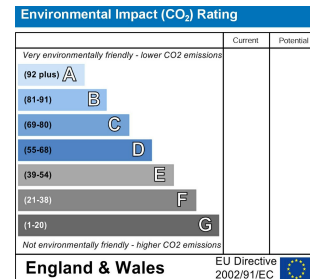 Environmental Impact (CO₂) Rating
Current Potential
Very environmentally friendly - lower CO2 emissions
(92 plus) A
(81-91) B
(69-80) C
(55-68) D
(39-54) E
(21-38) F
(1-20) G
Not environmentally friendly - higher CO2 emissions
England & Wales
EU Directive
2002/91/EC